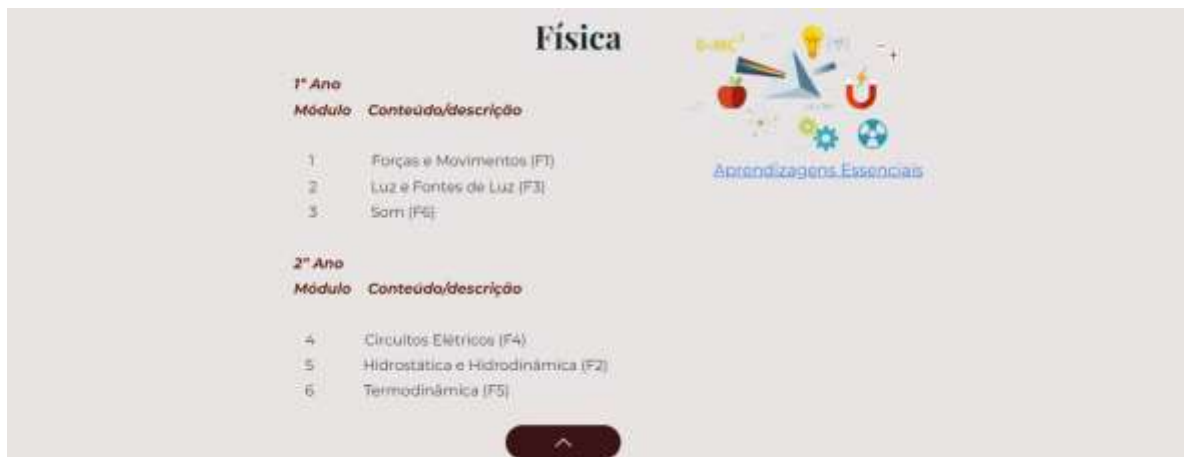 Física
1º Ano
Módulo Conteúdo/descrição
1 Forças e Movimentos (F1)
2 Luz e Fontes de Luz (F3)
3 Som (F6)
2º Ano
Módulo Conteúdo/descrição
4 Circuitos Elétricos (F4)
5 Hidrostática e Hidrodinâmica (F2)
6 Termodinâmica (F5)
Aprendizagens Essenciais